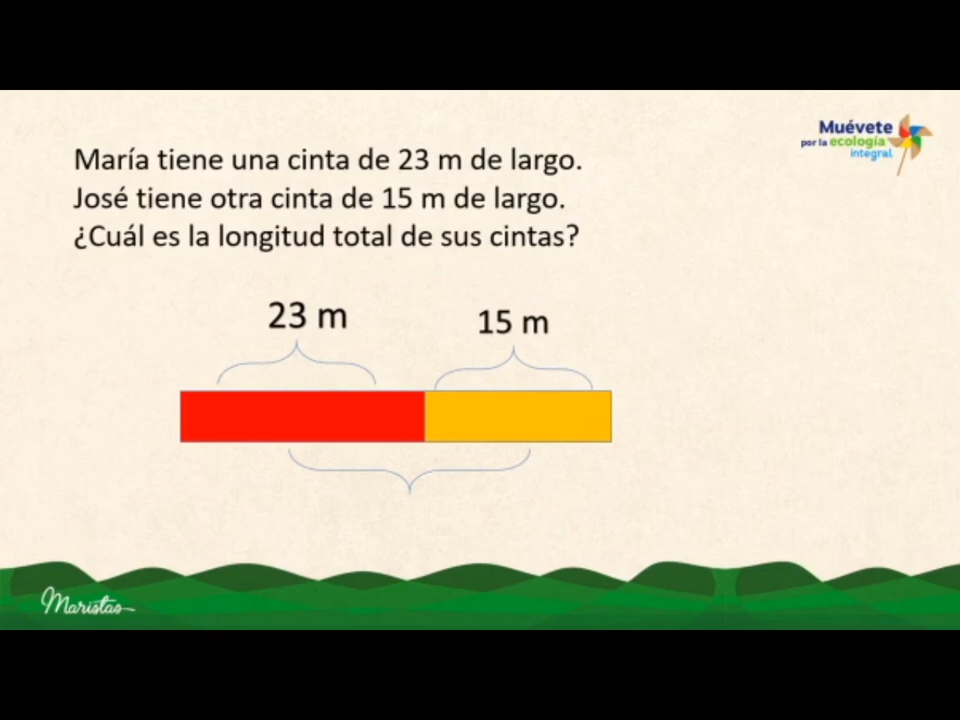 Muévete
por la ecología
integral
María tiene una cinta de 23 m de largo.
José tiene otra cinta de 15 m de largo.
¿Cuál es la longitud total de sus cintas?
23 m
15 m
Maristas